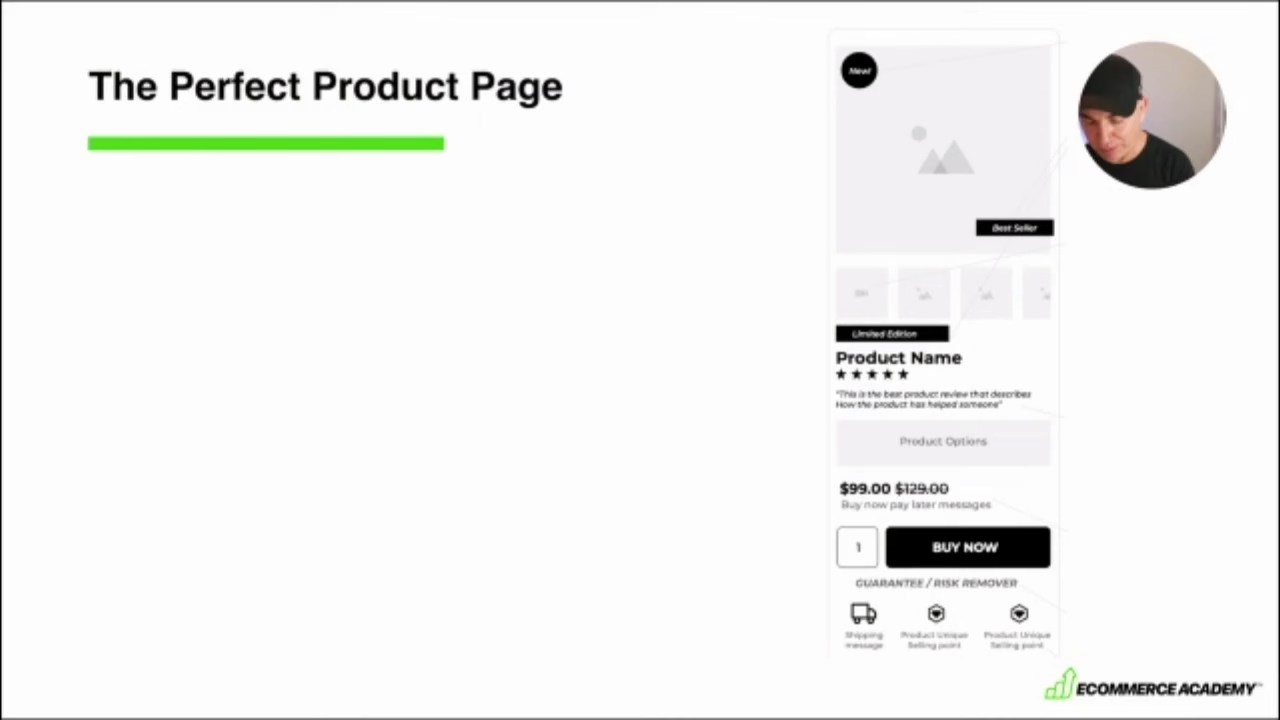 The Perfect Product Page
New!
Best Seller
Limited Edition
Product Name
"This is the best product review that describes
How the product has helped someone"
Product Options
$99.00 $129.00
Buy now pay later messages
1
BUY NOW
GUARANTEE / RISK REMOVER
Shipping message
Product Unique Selling point
Product Unique Selling point
ECOMMERCE ACADEMY